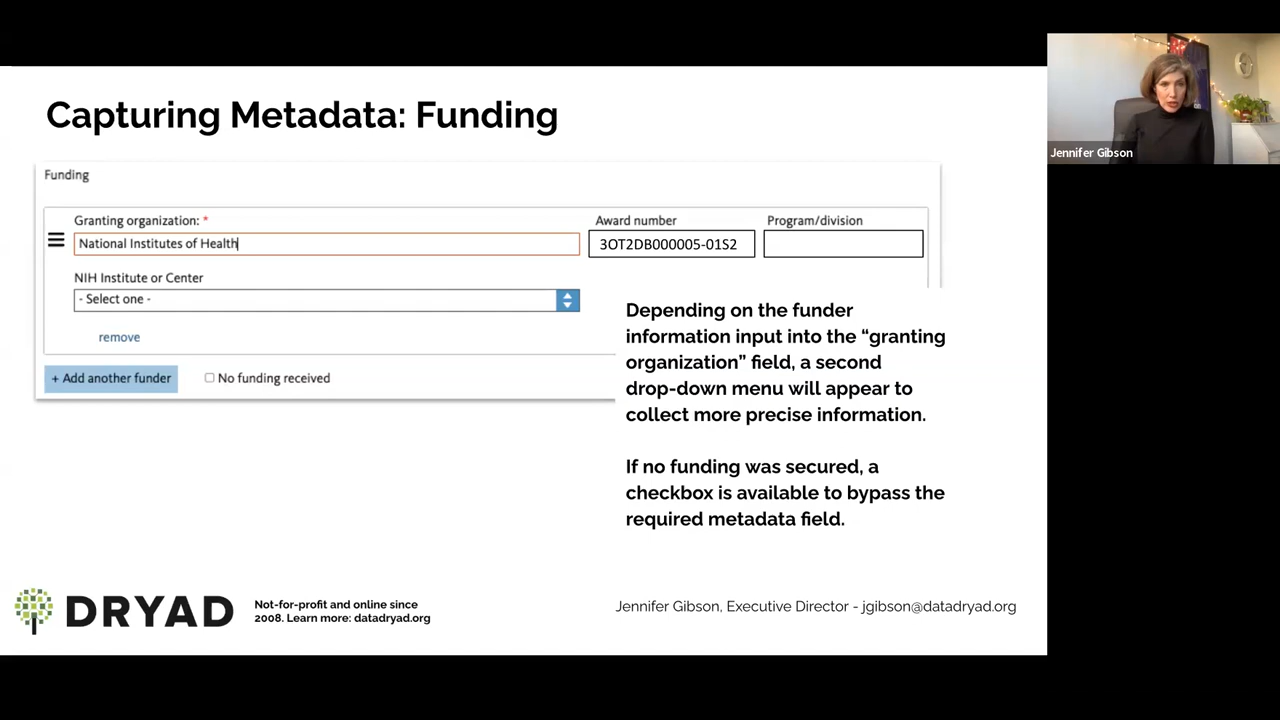 Capturing Metadata: Funding
Jennifer Gibson
Funding
Granting organization: *
Award number
Program/division
National Institutes of Health
3OT2DB000005-01S2
NIH Institute or Center
- Select one -
remove
+ Add another funder
No funding received
Depending on the funder
information input into the “granting
organization” field, a second
drop-down menu will appear to
collect more precise information.
If no funding was secured, a
checkbox is available to bypass the
required metadata field.
DRYAD
Not-for-profit and online since
2008. Learn more: datadryad.org
Jennifer Gibson, Executive Director - jgibson@datadryad.org